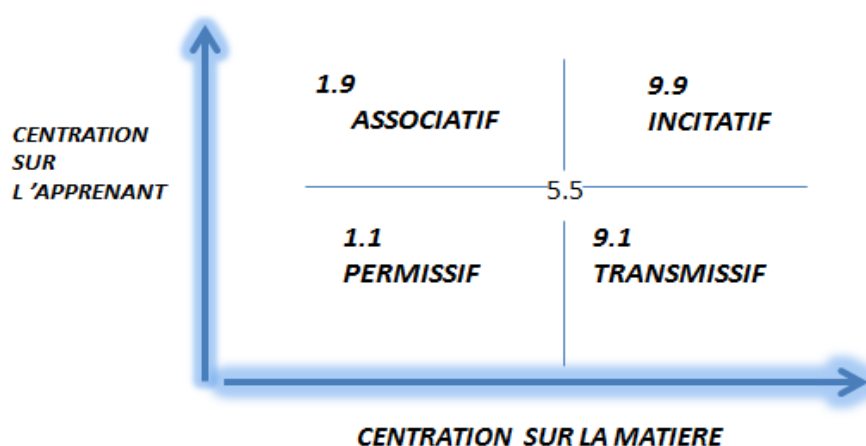 1.9
ASSOCIATIF
9.9
INCITATIF
CENTRATION
SUR
L ’APPRENANT
5.5
1.1
PERMISSIF
9.1
TRANSMISSIF
CENTRATION SUR LA MATIERE